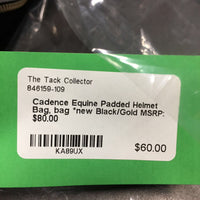 The Tack Collector
846159-109
Cadence Equine Padded Helmet
Bag, bag *new Black/Gold MSRP:
$80.00
KA89UX
$60.00